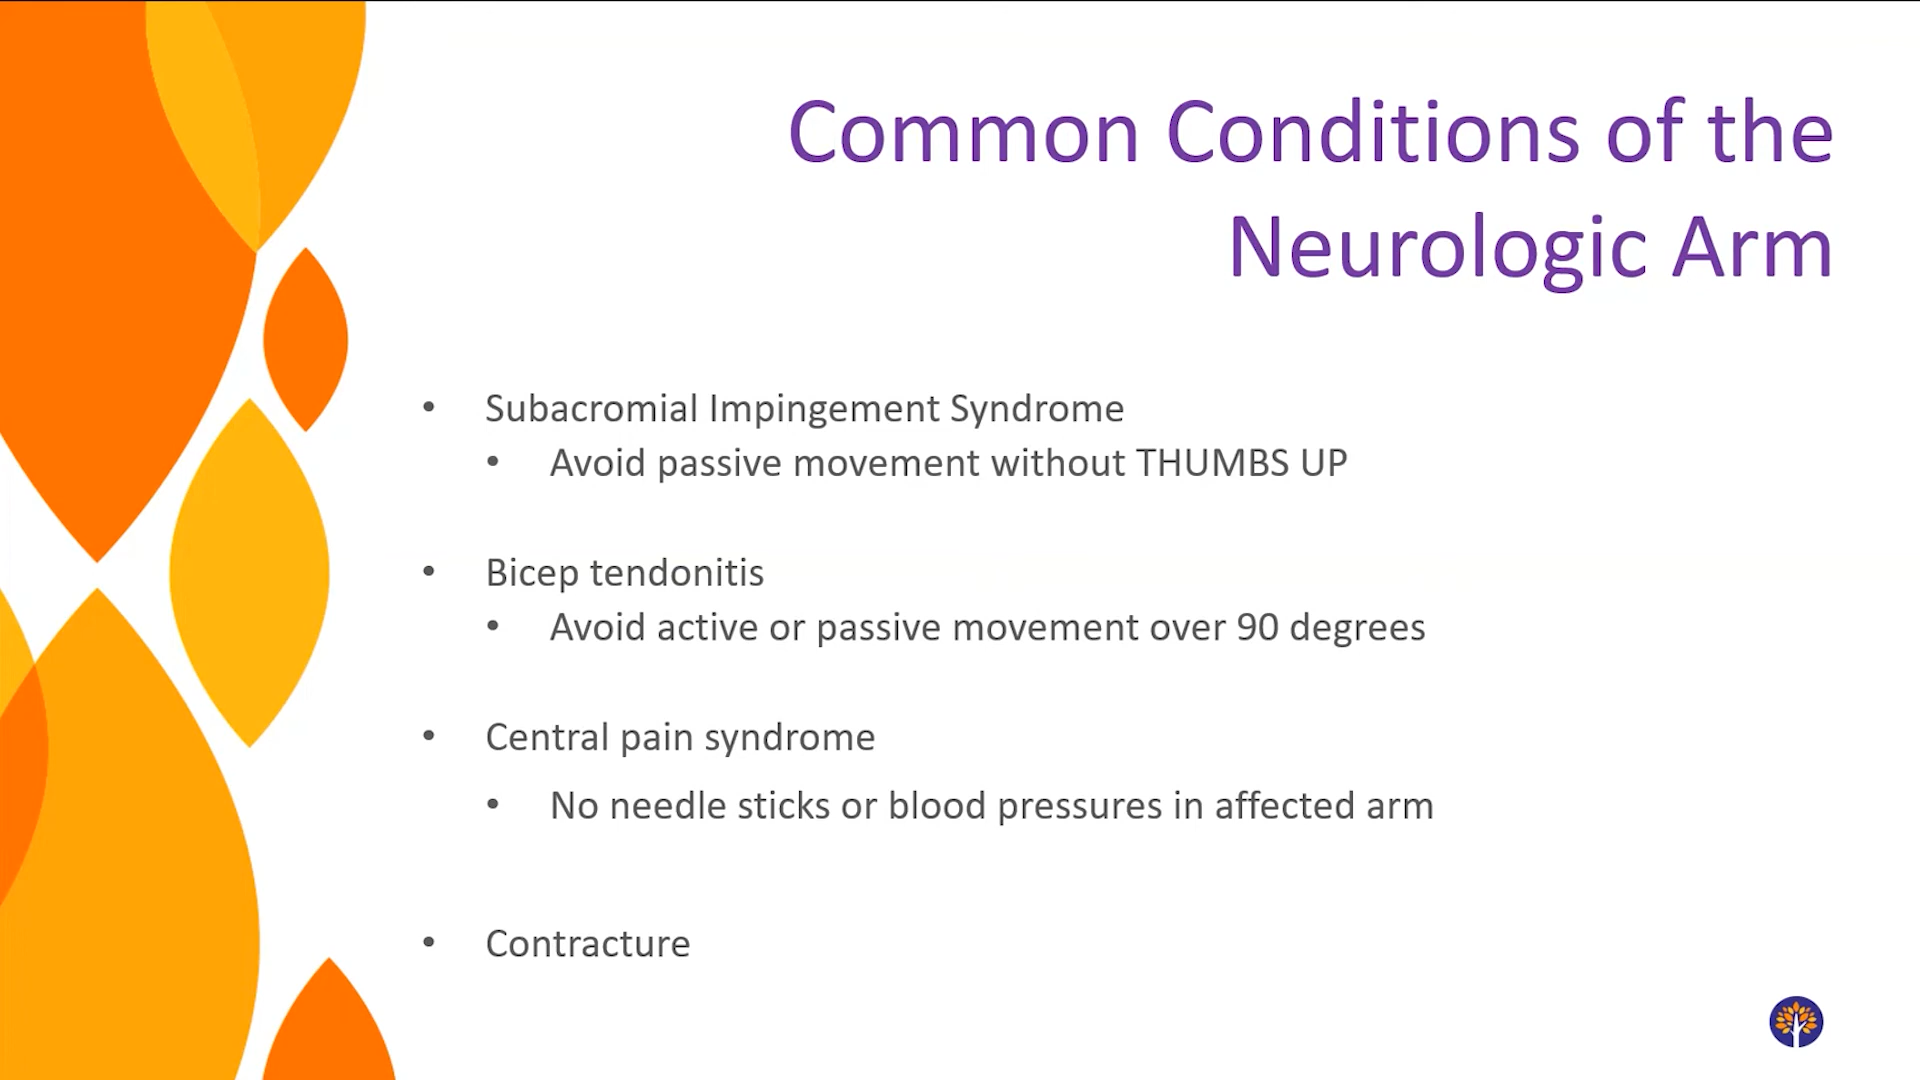 Common Conditions of the
Neurologic Arm
• Subacromial Impingement Syndrome
• Avoid passive movement without THUMBS UP
• Bicep tendonitis
• Avoid active or passive movement over 90 degrees
• Central pain syndrome
• No needle sticks or blood pressures in affected arm
• Contracture